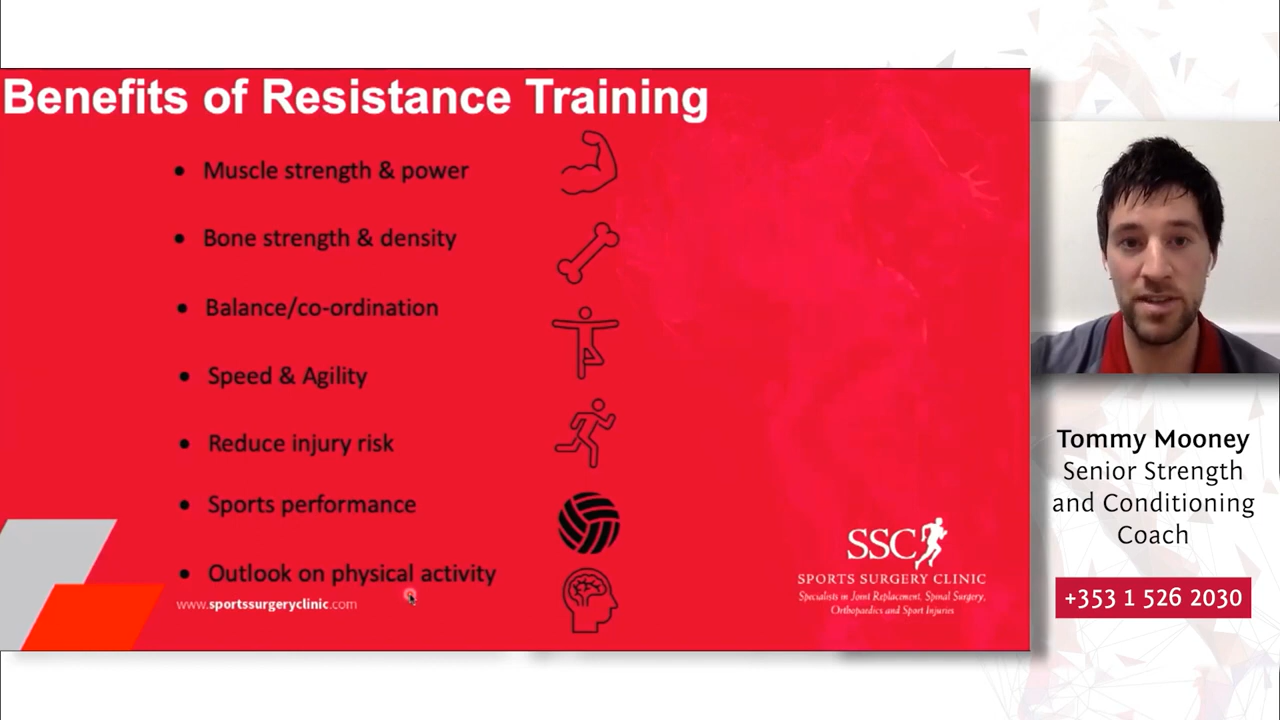 Benefits of Resistance Training
• Muscle strength & power
• Bone strength & density
• Balance/co-ordination
• Speed & Agility
• Reduce injury risk
• Sports performance
• Outlook on physical activity
www.sportssurgeryclinic.com
SSC
SPORTS SURGERY CLINIC
Specialists in Joint Replacement, Spinal Surgery,
Orthopaedics and Sport Injuries
Tommy Mooney
Senior Strength
and Conditioning
Coach
+353 1 526 2030